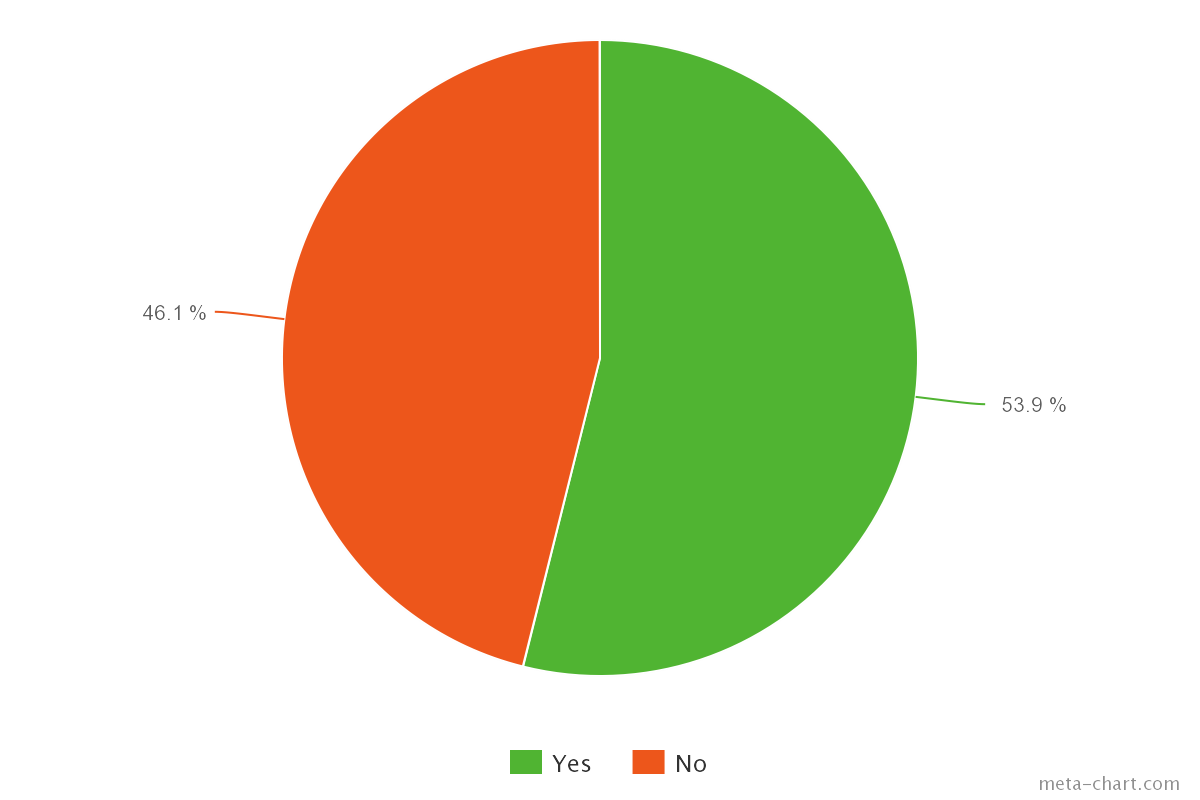 46.1 %
53.9 %
Yes
No
meta-chart.com